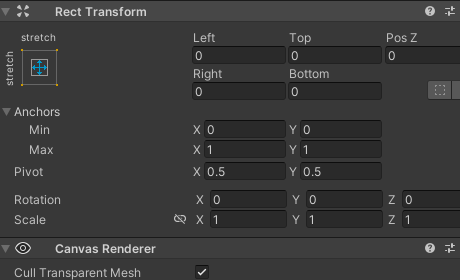 Rect Transform
stretch
stretch
Left Top Pos Z
0 0 0
Right Bottom
0 0
Anchors
Min X 0 Y 0
Max X 1 Y 1
Pivot X 0.5 Y 0.5
Rotation X 0 Y 0 Z 0
Scale X 1 Y 1 Z 1
Canvas Renderer
Cull Transparent Mesh